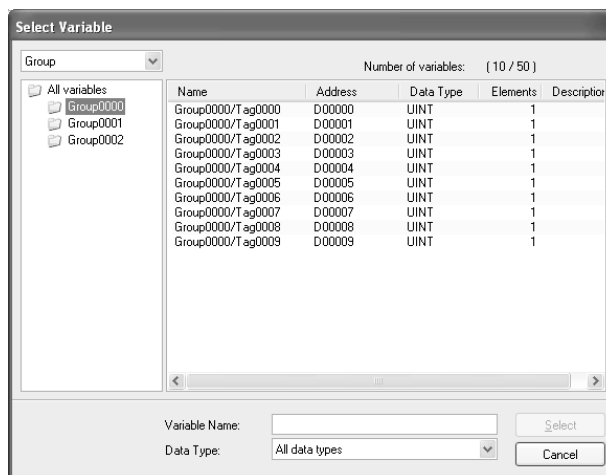 Select Variable
Group
Number of variables: ( 10 / 50 )
All variables
Group0000
Group0001
Group0002
Name Address Data Type Elements Description
Group0000/Tag0000 D00000 UINT 1
Group0000/Tag0001 D00001 UINT 1
Group0000/Tag0002 D00002 UINT 1
Group0000/Tag0003 D00003 UINT 1
Group0000/Tag0004 D00004 UINT 1
Group0000/Tag0005 D00005 UINT 1
Group0000/Tag0006 D00006 UINT 1
Group0000/Tag0007 D00007 UINT 1
Group0000/Tag0008 D00008 UINT 1
Group0000/Tag0009 D00009 UINT 1
Variable Name:
Select
Data Type: All data types
Cancel